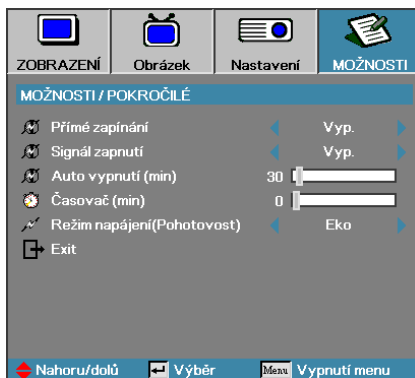 ZOBRAZENÍ Obrázek Nastavení MOŽNOSTI
MOŽNOSTI / POKROČILÉ
Přímé zapínání Vyp.
Signál zapnutí Vyp.
Auto vypnutí (min) 30
Časovač (min) 0
Režim napájení(Pohotovost) Eko
Exit
Nahoru/dolů Výběr Menu Vypnutí menu